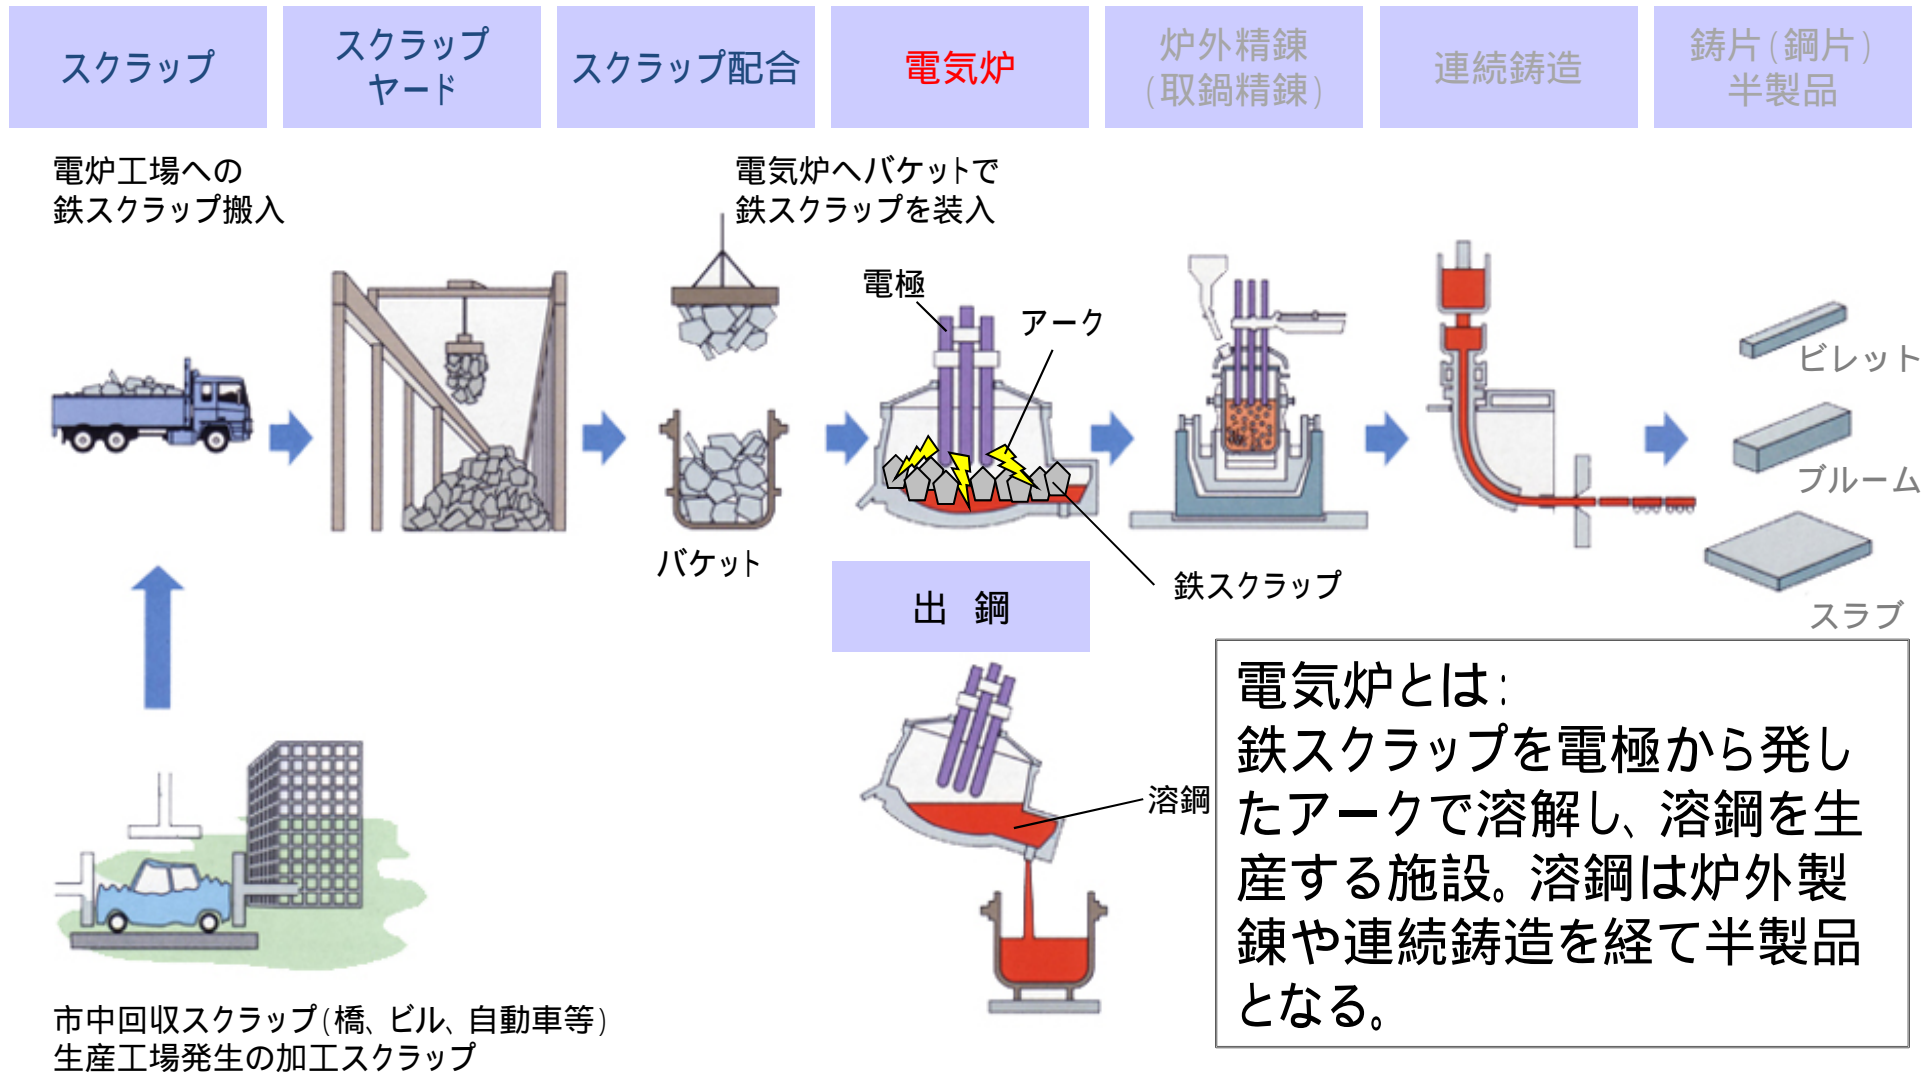 スクラップ
スクラップ
ヤード
スクラップ配合
電気炉
炉外精錬
(取鍋精錬)
連続鋳造
鋳片(鋼片)
半製品
電炉工場への
鉄スクラップ搬入
電気炉へバケットで
鉄スクラップを装入
電極
アーク
ビレット
ブルーム
スラブ
バケット
鉄スクラップ
出 鋼
溶鋼
電気炉とは:
鉄スクラップを電極から発し
たアークで溶解し、溶鋼を生
産する施設。溶鋼は炉外製
錬や連続鋳造を経て半製品
となる。
市中回収スクラップ(橋、ビル、自動車等)
生産工場発生の加工スクラップ